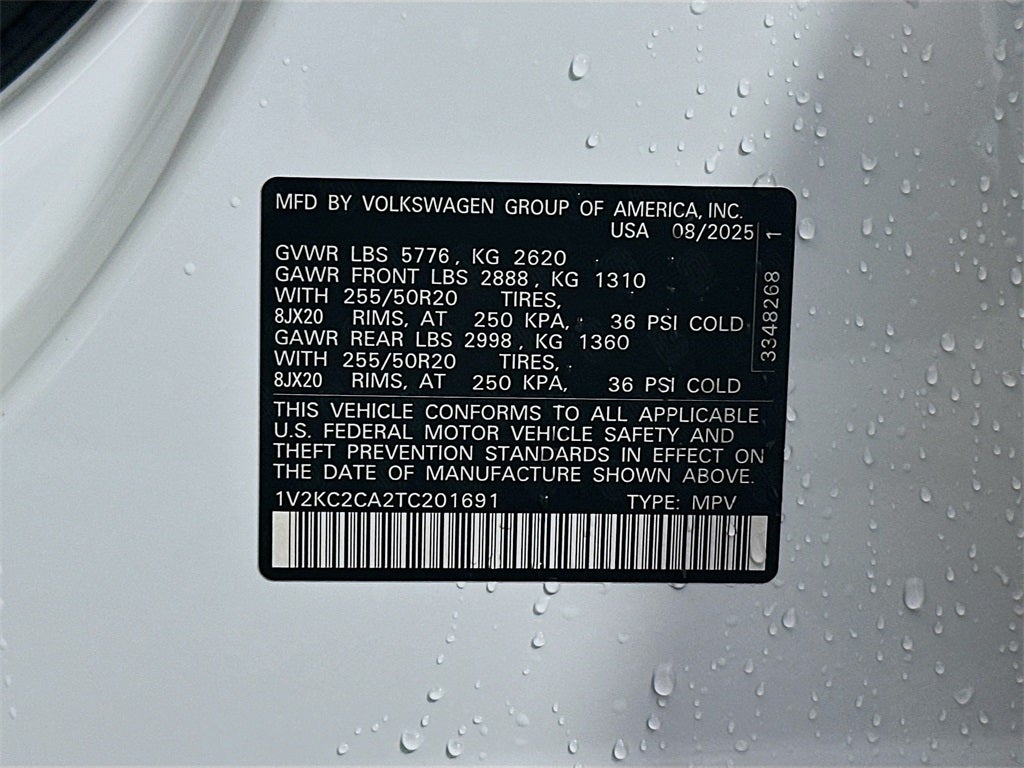 MFD BY VOLKSWAGEN GROUP OF AMERICA, INC.
USA 08/2025
GVWR LBS 5776, KG 2620
GAWR FRONT LBS 2888, KG 1310
WITH 255/50R20 TIRES,
8JX20 RIMS, AT 250 KPA, 36 PSI COLD
GAWR REAR LBS 2998, KG 1360
WITH 255/50R20 TIRES,
8JX20 RIMS, AT 250 KPA, 36 PSI COLD
3348268 1
THIS VEHICLE CONFORMS TO ALL APPLICABLE
U.S. FEDERAL MOTOR VEHICLE SAFETY AND
THEFT PREVENTION STANDARDS IN EFFECT ON
THE DATE OF MANUFACTURE SHOWN ABOVE.
1V2KC2CA2TC201691 TYPE: MPV